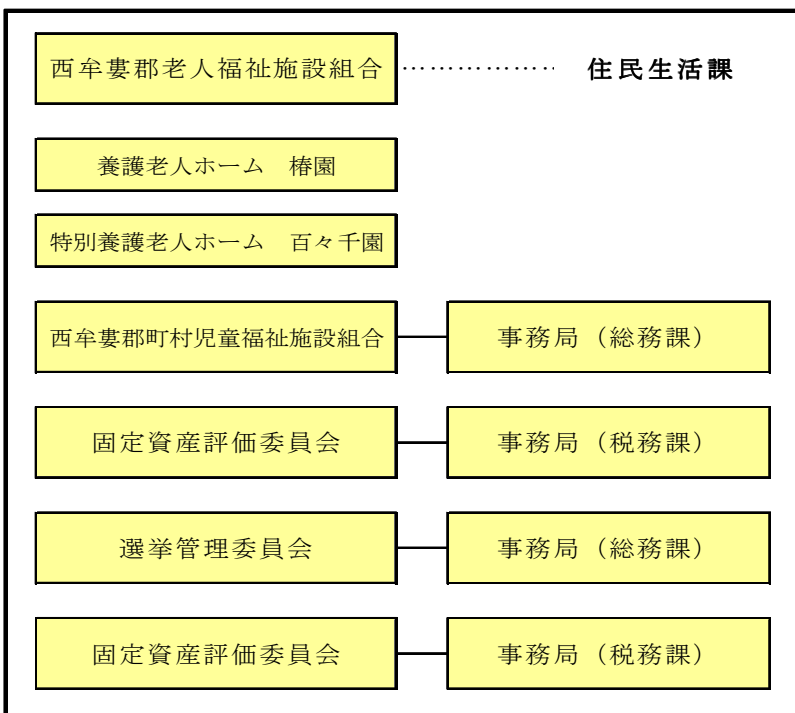 西牟婁郡老人福祉施設組合 ……………… 住民生活課
養護老人ホーム　椿園
特別養護老人ホーム　百々千園
西牟婁郡町村児童福祉施設組合 事務局（総務課）
固定資産評価委員会 事務局（税務課）
選挙管理委員会 事務局（総務課）
固定資産評価委員会 事務局（税務課）